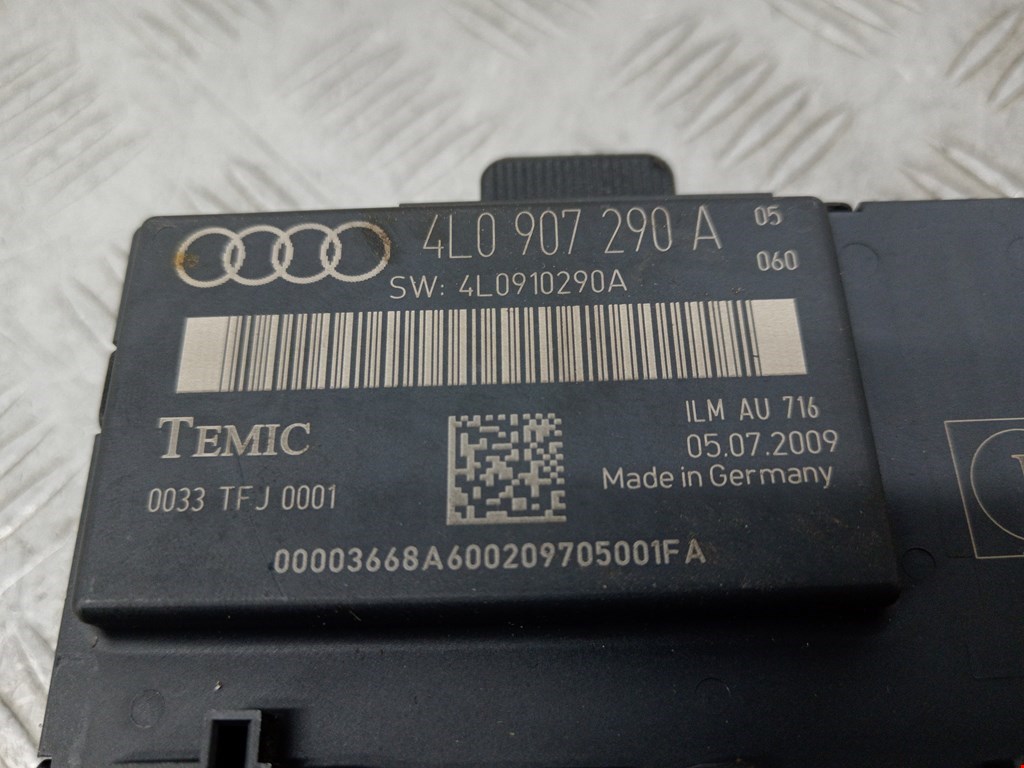 4L0 907 290 A 05
060
SW: 4L0910290A
TEMIC
0033 TFJ 0001
ILM AU 716
05.07.2009
Made in Germany
00003668A600209705001FA